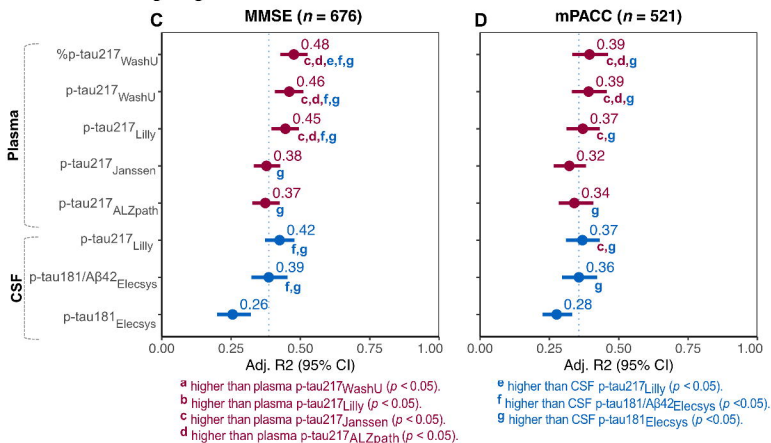 C MMSE (n = 676)
D mPACC (n = 521)
Plasma
CSF
%p-tau217WashU
p-tau217WashU
p-tau217Lilly
p-tau217Janssen
p-tau217ALZpath
p-tau217Lilly
p-tau181/Aβ42Elecsys
p-tau181Elecsys
0.48
c,d,e,f,g
0.46
c,d,f,g
0.45
c,d,f,g
0.38
g
0.37
g
0.42
f,g
0.39
f,g
0.26
0.00 0.25 0.50 0.75 1.00
Adj. R2 (95% CI)
0.39
c,d,g
0.39
c,d,g
0.37
c,g
0.32
0.34
g
0.37
c,g
0.36
g
0.28
0.00 0.25 0.50 0.75 1.00
Adj. R2 (95% CI)
a higher than plasma p-tau217WashU (p < 0.05).
b higher than plasma p-tau217Lilly (p < 0.05).
c higher than plasma p-tau217Janssen (p < 0.05).
d higher than plasma p-tau217ALZpath (p < 0.05).
e higher than CSF p-tau217Lilly (p < 0.05).
f higher than CSF p-tau181/Aβ42Elecsys (p <0.05).
g higher than CSF p-tau181Elecsys (p <0.05).